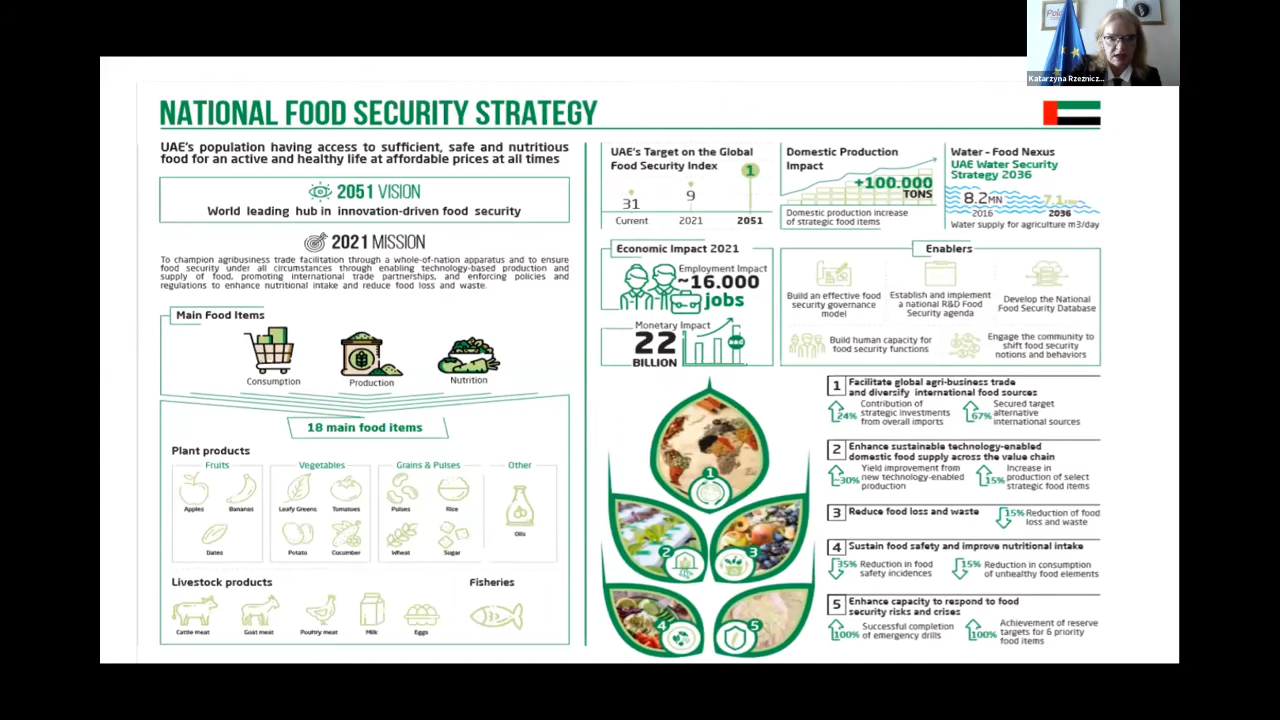 Katarzyna Rzeznicz...
NATIONAL FOOD SECURITY STRATEGY
UAE's population having access to sufficient, safe and nutritious
food for an active and healthy life at affordable prices at all times
2051 VISION
World leading hub in innovation-driven food security
2021 MISSION
To champion agribusiness trade facilitation through a whole-of-nation apparatus and to ensure
food security under all circumstances through enabling technology-based production and
supply of food, promoting international trade partnerships, and enforcing policies and
regulations to enhance nutritional intake and reduce food loss and waste.
Main Food Items
Consumption
Production
Nutrition
18 main food items
Plant products
Fruits
Vegetables
Grains & Pulses
Other
Apples
Bananas
Leafy Greens
Tomatoes
Pulses
Rice
Oils
Dates
Potato
Cucumber
Wheat
Sugar
Livestock products
Fisheries
Cattle meat
Goat meat
Poultry meat
Milk
Eggs
UAE's Target on the Global
Food Security Index
31
9
1
Current
2021
2051
Domestic Production
Impact
+100.000
TONS
Domestic production increase
of strategic food items
Water - Food Nexus
UAE Water Security
Strategy 2036
8.2MN
2016
7.1
2036
Water supply for agriculture m3/day
Economic Impact 2021
Employment Impact
~16.000
jobs
Monetary Impact
22
BILLION
Enablers
Build an effective food
security governance
model
Establish and implement
a national R&D Food
Security agenda
Develop the National
Food Security Database
Build human capacity for
food security functions
Engage the community to
shift food security
notions and behaviors
1
2
3
4
5
1 Facilitate global agri-business trade
and diversify international food sources
24% Contribution of
strategic investments
from overall imports
67% Secured target
alternative
international sources
2 Enhance sustainable technology-enabled
domestic food supply across the value chain
~30% Yield improvement from
new technology-enabled
production
15% Increase in
production of select
strategic food items
3 Reduce food loss and waste
15% Reduction of food
loss and waste
4 Sustain food safety and improve nutritional intake
35% Reduction in food
safety incidences
15% Reduction in consumption
of unhealthy food elements
5 Enhance capacity to respond to food
security risks and crises
100% Successful completion
of emergency drills
100% Achievement of reserve
targets for 6 priority
food items